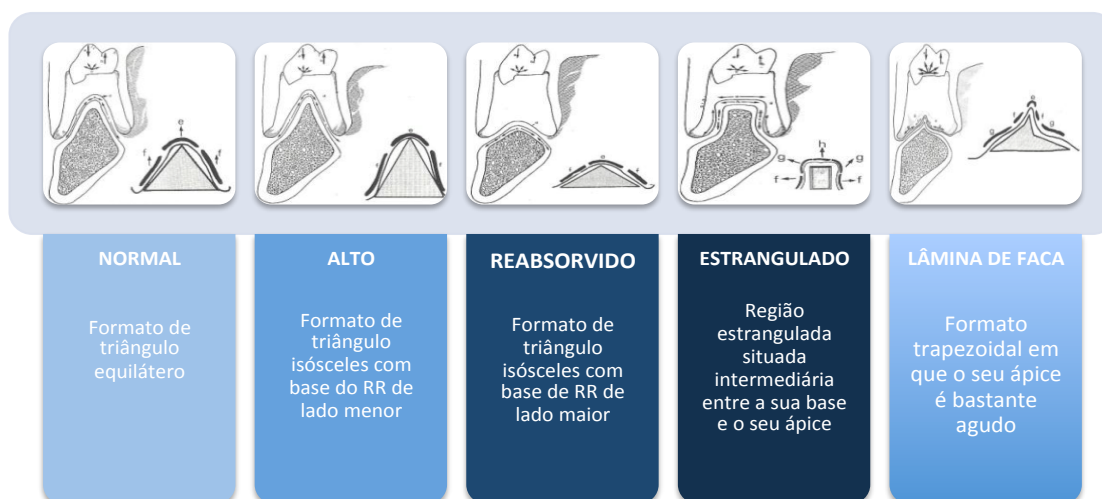 e
f
f
e
e
h
g
g
f
f
e
g
g
NORMAL
Formato de
triângulo
equilátero
ALTO
Formato de
triângulo
isósceles com
base do RR de
lado menor
REABSORVIDO
Formato de
triângulo
isósceles com
base de RR de
lado maior
ESTRANGULADO
Região
estrangulada
situada
intermediária
entre a sua base
e o seu ápice
LÂMINA DE FACA
Formato
trapezoidal em
que o seu ápice
é bastante
agudo